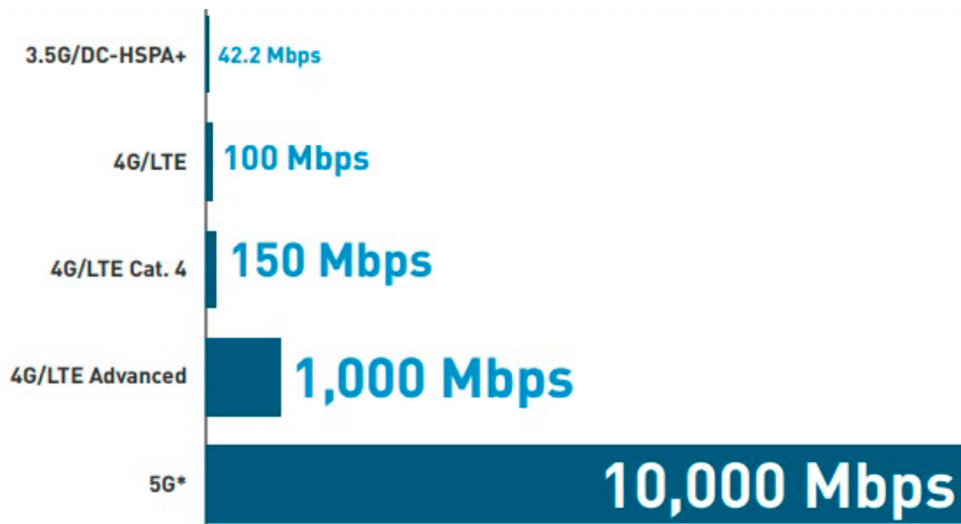 3.5G/DC-HSPA+ 42.2 Mbps
4G/LTE 100 Mbps
4G/LTE Cat. 4 150 Mbps
4G/LTE Advanced 1,000 Mbps
5G* 10,000 Mbps